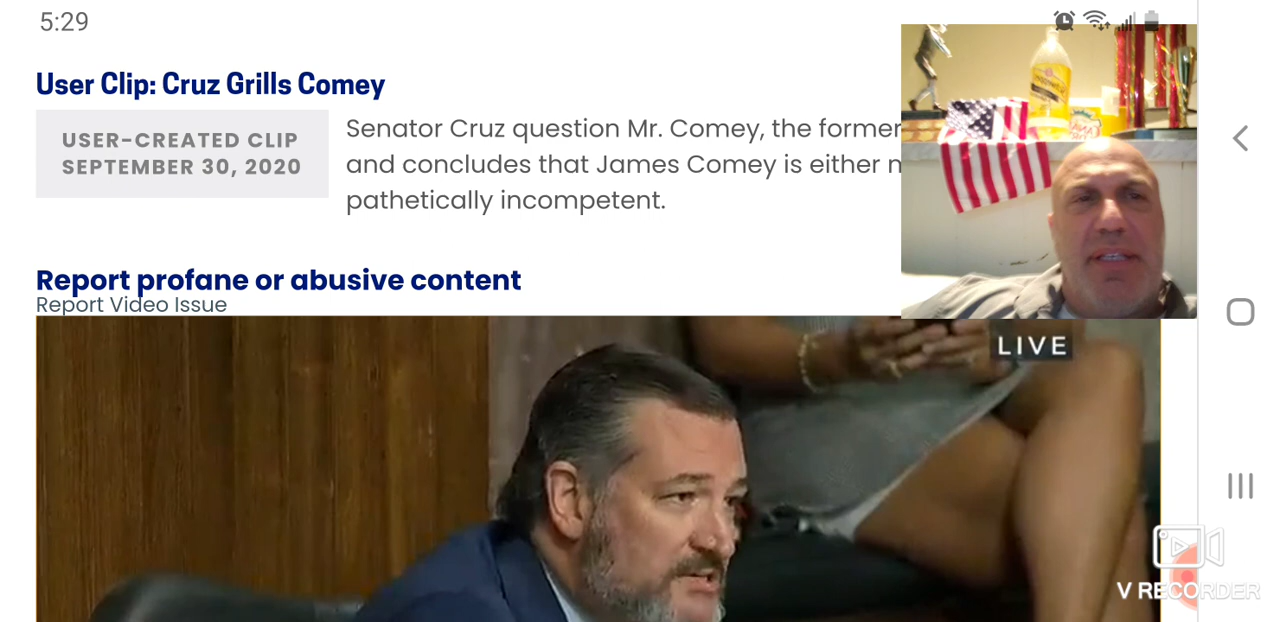 5:29
User Clip: Cruz Grills Comey
USER-CREATED CLIP
SEPTEMBER 30, 2020
Senator Cruz question Mr. Comey, the former
and concludes that James Comey is either
pathetically incompetent.
Report profane or abusive content
Report Video Issue
LIVE
V RECORDER